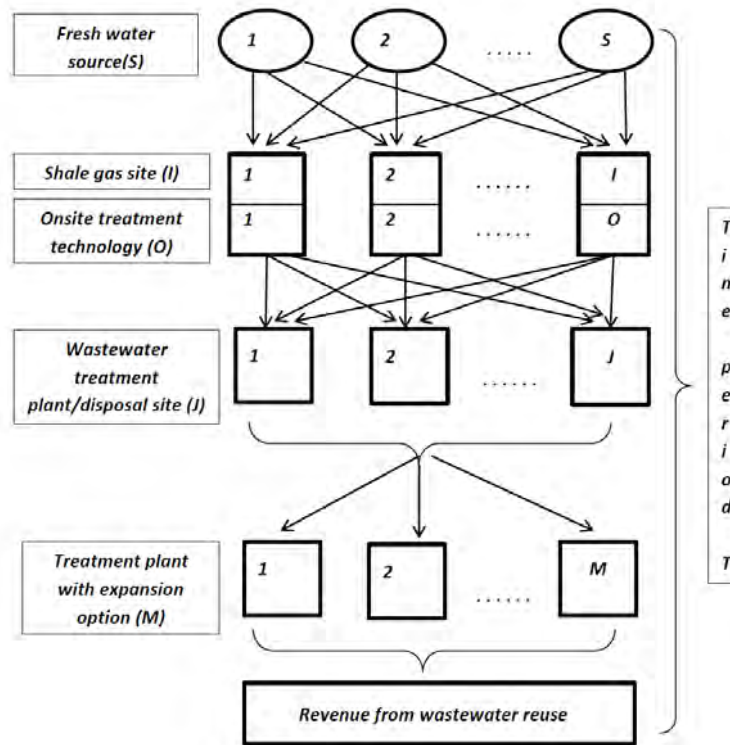 Fresh water
source(S)
1
2
.....
S
Shale gas site (I)
1
2
......
I
Onsite treatment
technology (O)
1
2
......
O
Wastewater
treatment
plant/disposal site (J)
1
2
......
J
Treatment plant
with expansion
option (M)
1
2
......
M
Revenue from wastewater reuse
T
i
m
e
p
e
r
i
o
d
T